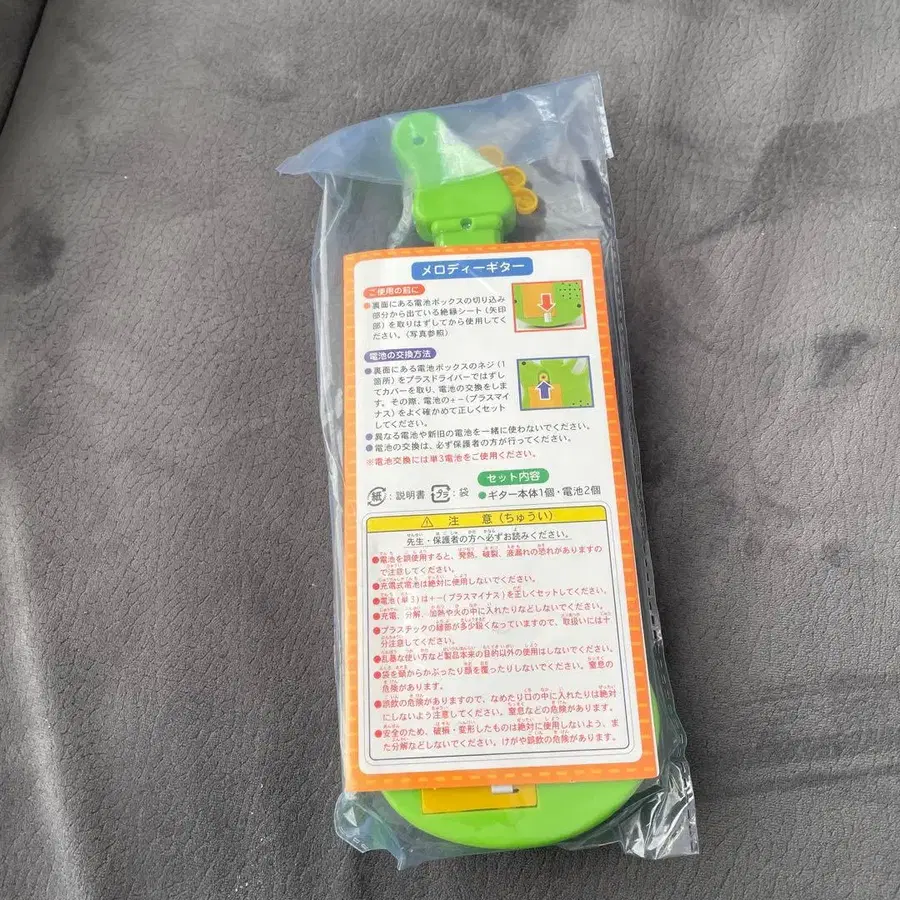 メロディーギター
ご使用の前に
●裏面にある電池ボックスの切り込み
部分から出ている絶縁シート(矢印
部)を取りはずしてから使用してく
ださい。(写真参照)
電池の交換方法
●裏面にある電池ボックスのネジ(1
箇所)をプラスドライバーではずし
てカバーを取り、電池の交換をしま
す。その際、電池の+-(プラスマイ
ナス)をよく確かめて正しくセット
してください。
●異なる電池や新旧の電池を一緒に使わないでください。
●電池の交換は、必ず保護者の方が行ってください。
※電池交換には単3電池をご使用ください。
セット内容
紙:説明書 プラ:袋 ●ギター本体1個・電池2個
注 意(ちゅうい)
先生・保護者の方へ必ずお読みください。
●電池を誤使用すると、発熱、破裂、液漏れの恐れがありますの
で注意してください。
●充電式電池は絶対に使用しないでください。
●電池(単3)は+-(プラスマイナス)を正しくセットしてください。
●充電、分解、加熱や火の中に入れたりなどしないでください。
●プラスチックの縁部が多少鋭くなっていますので、取扱いには十
分注意してください。
●乱暴な使い方など製品本来の目的以外の使用はしないでください。
●袋を頭からかぶったり顔を覆ったりしないでください。窒息の
危険があります。
●誤飲の危険がありますので、なめたり口の中に入れたりは絶対
にしないよう注意してください。窒息などの危険があります。
●安全のため、破損・変形したものは絶対に使用しないよう、ま
た分解などしないでください。けがや誤飲の危険があります。